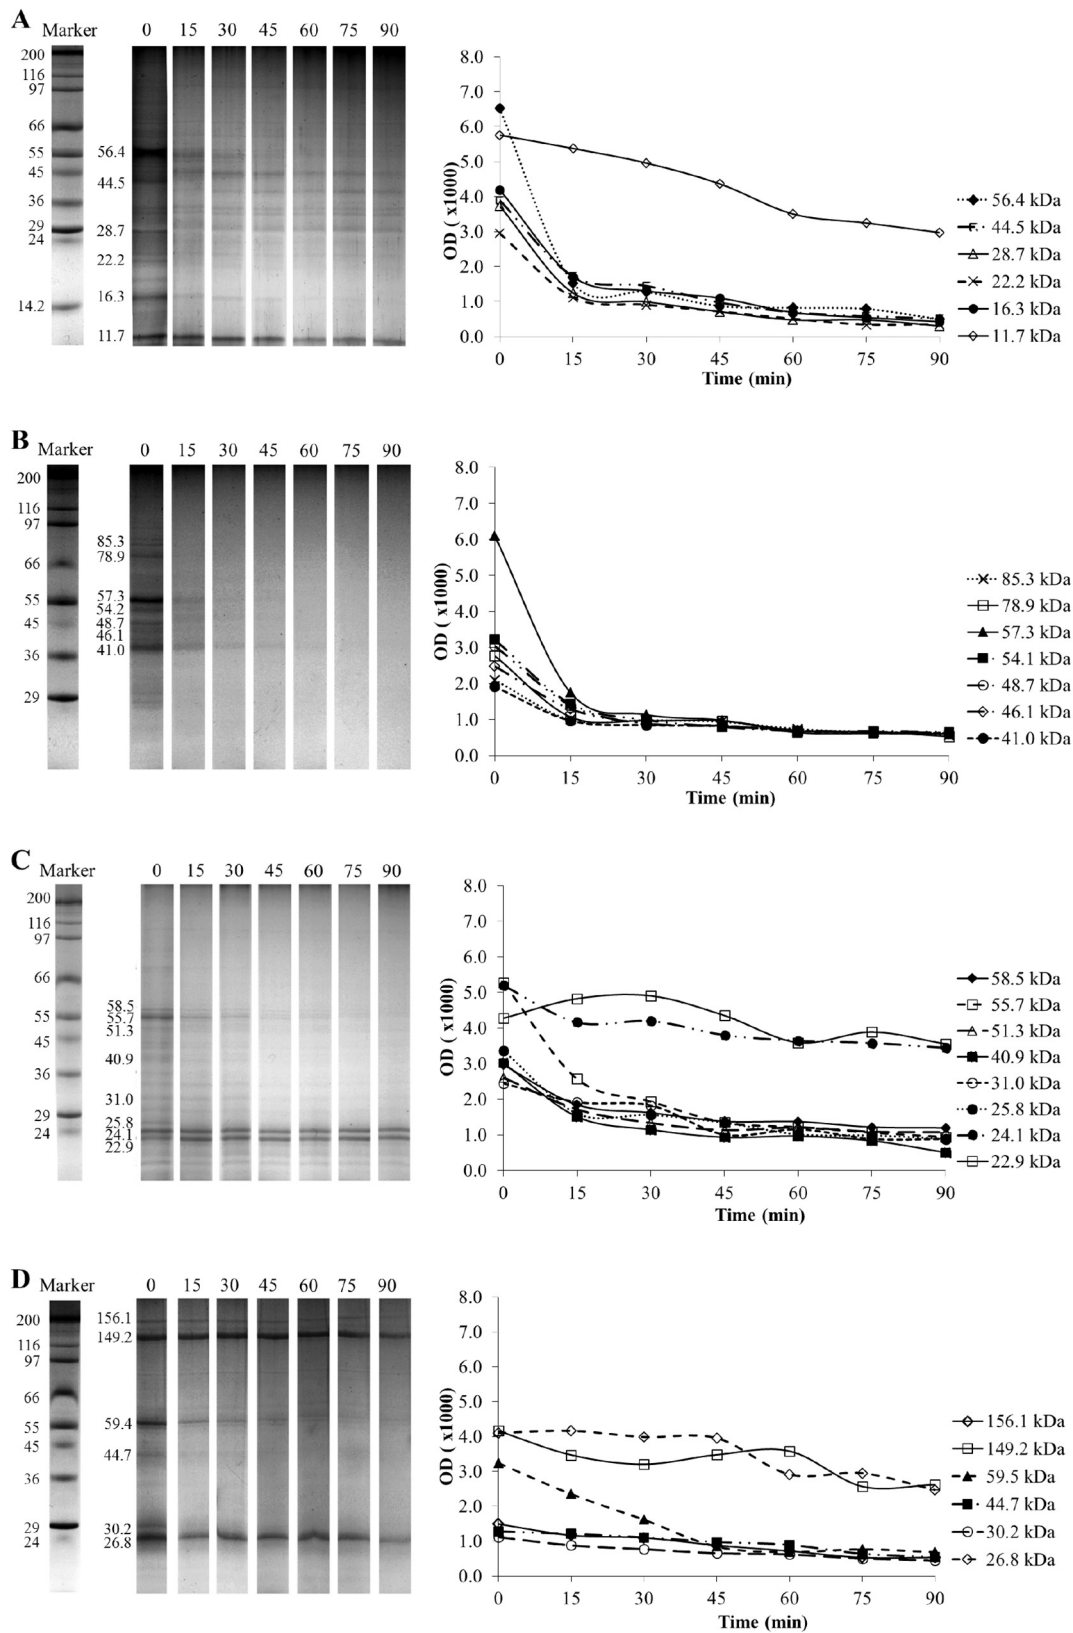 A
Marker 0 15 30 45 60 75 90
200
116
97
66
55
45
36
29
24
14.2
56.4
44.5
28.7
22.2
16.3
11.7
8.0
7.0
6.0
5.0
4.0
3.0
2.0
1.0
0.0
OD ( x1000)
0 15 30 45 60 75 90
Time (min)
56.4 kDa
44.5 kDa
28.7 kDa
22.2 kDa
16.3 kDa
11.7 kDa
B
Marker 0 15 30 45 60 75 90
200
116
97
66
55
45
36
29
85.3
78.9
57.3
54.2
48.7
46.1
41.0
8.0
7.0
6.0
5.0
4.0
3.0
2.0
1.0
0.0
OD ( x1000)
0 15 30 45 60 75 90
Time (min)
85.3 kDa
78.9 kDa
57.3 kDa
54.1 kDa
48.7 kDa
46.1 kDa
41.0 kDa
C
Marker 0 15 30 45 60 75 90
200
116
97
66
55
45
36
29
24
58.5
55.7
51.3
40.9
31.0
25.8
24.1
22.9
8.0
7.0
6.0
5.0
4.0
3.0
2.0
1.0
0.0
OD ( x1000)
0 15 30 45 60 75 90
Time (min)
58.5 kDa
55.7 kDa
51.3 kDa
40.9 kDa
31.0 kDa
25.8 kDa
24.1 kDa
22.9 kDa
D
Marker 0 15 30 45 60 75 90
200
116
97
66
55
45
36
29
24
156.1
149.2
59.4
44.7
30.2
26.8
8.0
7.0
6.0
5.0
4.0
3.0
2.0
1.0
0.0
OD ( x1000)
0 15 30 45 60 75 90
Time (min)
156.1 kDa
149.2 kDa
59.5 kDa
44.7 kDa
30.2 kDa
26.8 kDa